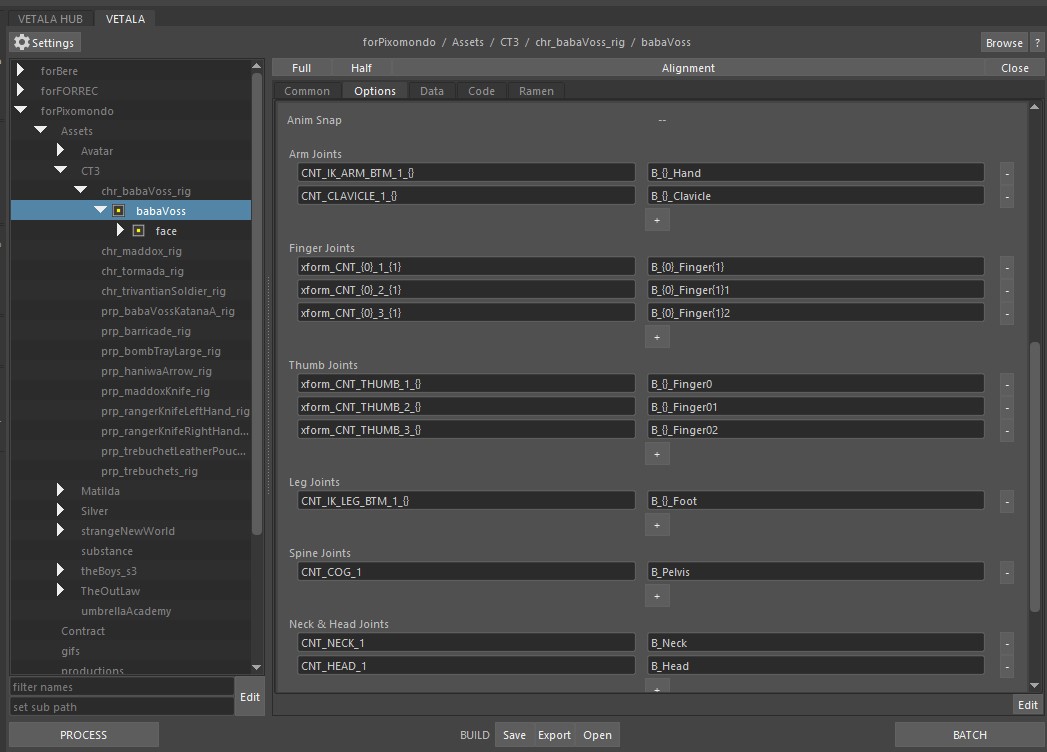 VETALA HUB VETALA
Settings
forPixomondo / Assets / CT3 / chr_babaVoss_rig / babaVoss
Browse ?
forBere
forFORREC
forPixomondo
Assets
Avatar
CT3
chr_babaVoss_rig
babaVoss
face
chr_maddox_rig
chr_tormada_rig
chr_trivantianSoldier_rig
prp_babaVossKatanaA_rig
prp_barricade_rig
prp_bombTrayLarge_rig
prp_haniwaArrow_rig
prp_maddoxKnife_rig
prp_rangerKnifeLeftHand_rig
prp_rangerKnifeRightHand...
prp_trebuchetLeatherPouc...
prp_trebuchets_rig
Matilda
Silver
strangeNewWorld
substance
theBoys_s3
TheOutLaw
umbrellaAcademy
Contract
gifs
productions
filter names
set sub path
Edit
Full Half Alignment Close
Common Options Data Code Ramen
Anim Snap --
Arm Joints
CNT_IK_ARM_BTM_1_{} B_{}_Hand -
CNT_CLAVICLE_1_{} B_{}_Clavicle -
+
Finger Joints
xform_CNT_{0}_1_{1} B_{0}_Finger{1} -
xform_CNT_{0}_2_{1} B_{0}_Finger{1}1 -
xform_CNT_{0}_3_{1} B_{0}_Finger{1}2 -
+
Thumb Joints
xform_CNT_THUMB_1_{} B_{}_Finger0 -
xform_CNT_THUMB_2_{} B_{}_Finger01 -
xform_CNT_THUMB_3_{} B_{}_Finger02 -
+
Leg Joints
CNT_IK_LEG_BTM_1_{} B_{}_Foot -
+
Spine Joints
CNT_COG_1 B_Pelvis -
+
Neck & Head Joints
CNT_NECK_1 B_Neck -
CNT_HEAD_1 B_Head -
+
Edit
PROCESS BUILD Save Export Open BATCH